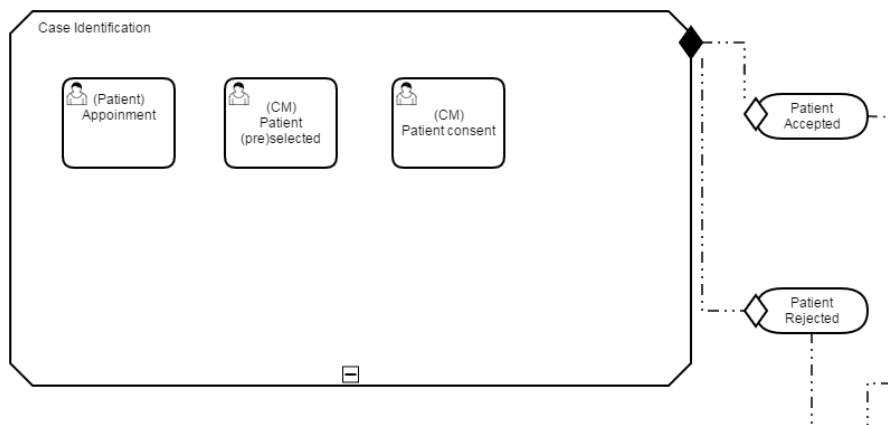 Case Identification
(Patient)
Appoinment
(CM)
Patient
(pre)selected
(CM)
Patient consent
Patient
Accepted
Patient
Rejected